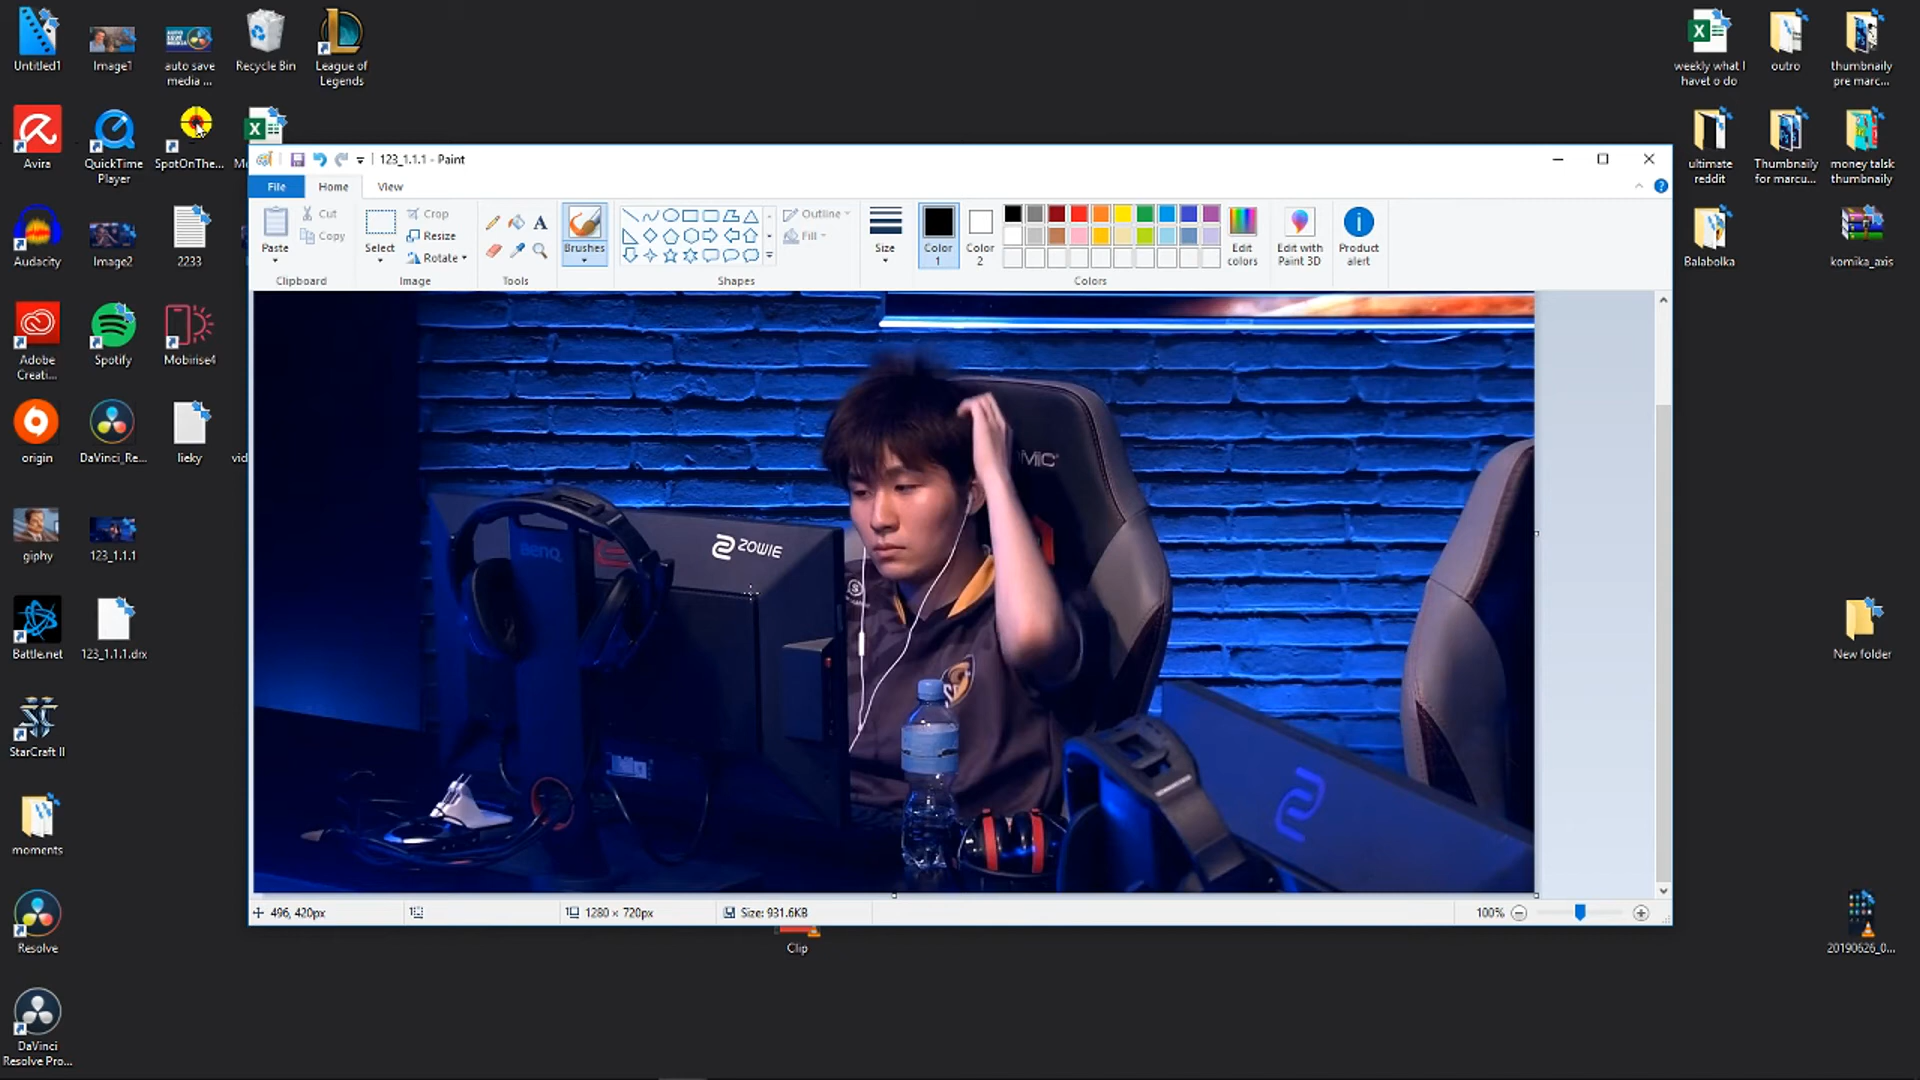 Untitled1
Image1
auto save
media ...
Recycle Bin
League of
Legends
weekly what I
havet o do
outro
thumbnaily
pre marc...
Avira
QuickTime
Player
SpotOnThe...
ultimate
reddit
Thumbnaily
for marcu...
money talsk
thumbnaily
123_1.1.1 - Paint
File
Home
View
Paste
Cut
Copy
Clipboard
Select
Crop
Resize
Rotate
Image
A
Tools
Brushes
Outline
Fill
Shapes
Size
Color
1
Color
2
Edit
colors
Edit with
Paint 3D
Product
alert
Colors
Audacity
Image2
2233
Balabolka
komika_axis
Adobe
Creati...
Spotify
Mobirise4
origin
DaVinci_Re...
lieky
vid
giphy
123_1.1.1
BenQ
ZOWIE
Battle.net
123_1.1.1.drx
New folder
StarCraft II
moments
496, 420px
1280 × 720px
Size: 931.6KB
100%
Resolve
Clip
20190626_0...
DaVinci
Resolve Pro...